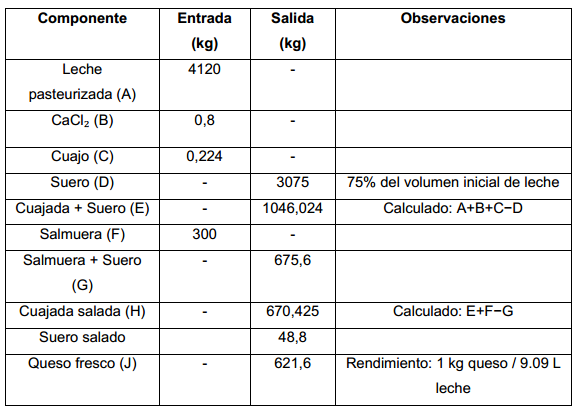 Componente Entrada (kg) Salida (kg) Observaciones
Leche pasteurizada (A) 4120 -
CaCl₂ (B) 0,8 -
Cuajo (C) 0,224 -
Suero (D) - 3075 75% del volumen inicial de leche
Cuajada + Suero (E) - 1046,024 Calculado: A+B+C−D
Salmuera (F) 300 -
Salmuera + Suero (G) - 675,6
Cuajada salada (H) - 670,425 Calculado: E+F−G
Suero salado 48,8
Queso fresco (J) - 621,6 Rendimiento: 1 kg queso / 9.09 L leche